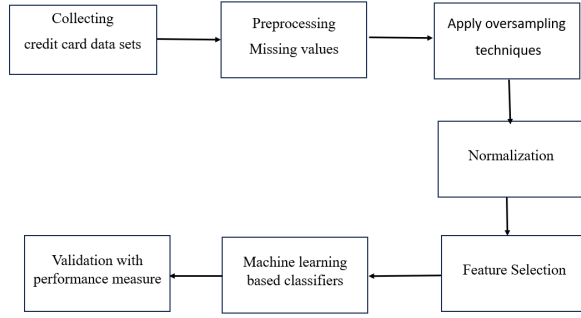 Collecting
credit card data sets
Preprocessing
Missing values
Apply oversampling
techniques
Normalization
Feature Selection
Machine learning
based classifiers
Validation with
performance measure